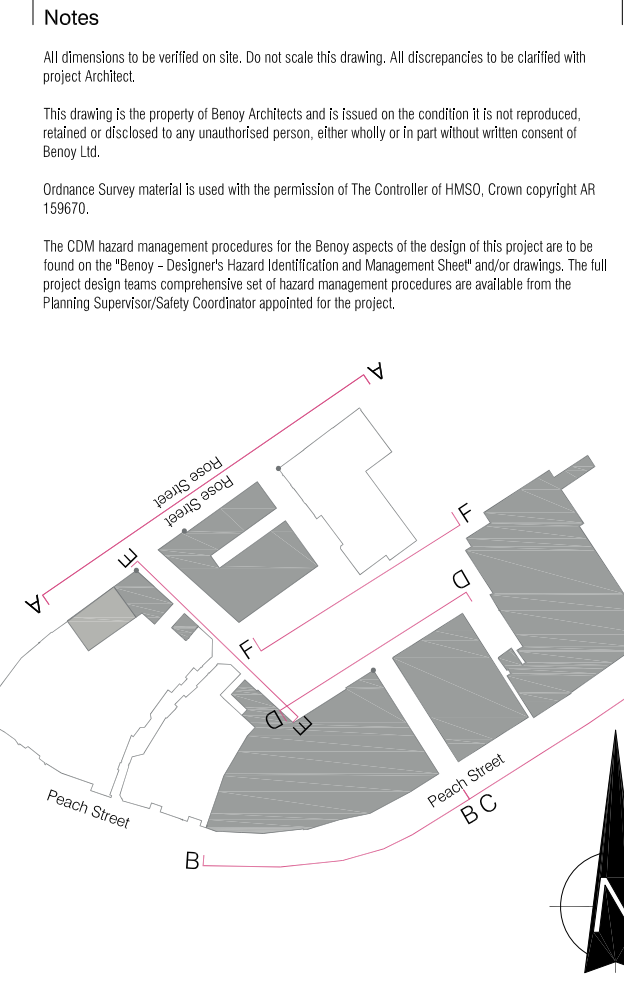 Notes
All dimensions to be verified on site. Do not scale this drawing. All discrepancies to be clarified with
project Architect.
This drawing is the property of Benoy Architects and is issued on the condition it is not reproduced,
retained or disclosed to any unauthorised person, either wholly or in part without written consent of
Benoy Ltd.
Ordnance Survey material is used with the permission of The Controller of HMSO, Crown copyright AR
159670.
The CDM hazard management procedures for the Benoy aspects of the design of this project are to be
found on the "Benoy – Designer's Hazard Identification and Management Sheet" and/or drawings. The full
project design teams comprehensive set of hazard management procedures are available from the
Planning Supervisor/Safety Coordinator appointed for the project.
A
Rose Street
Rose Street
F
E
D
A
F
D
E
Peach Street
Peach Street
B C
B
N